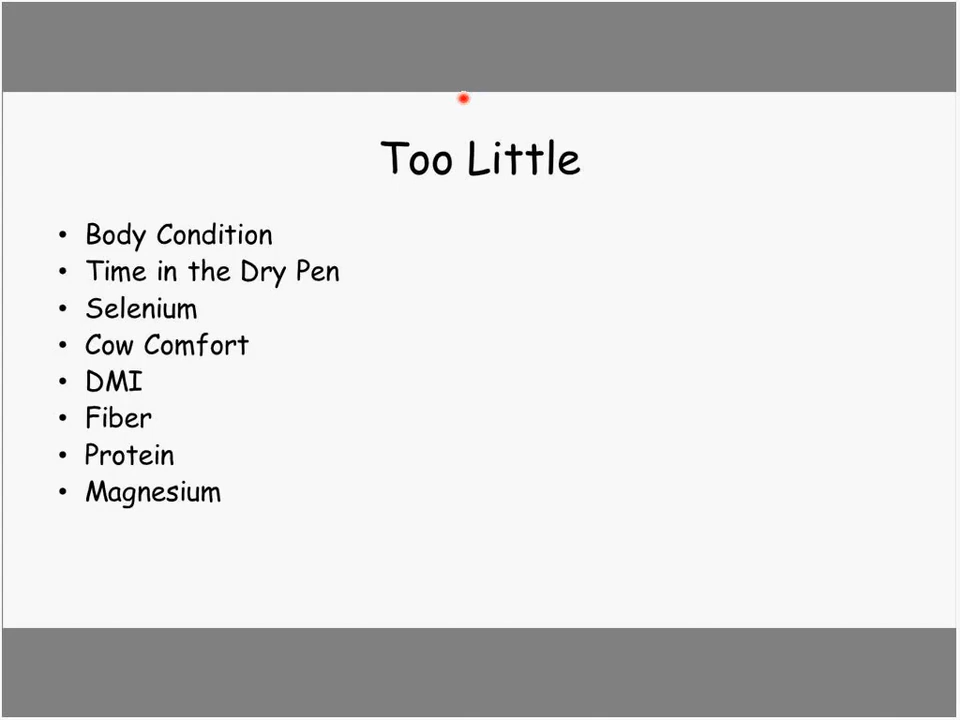 Too Little
• Body Condition
• Time in the Dry Pen
• Selenium
• Cow Comfort
• DMI
• Fiber
• Protein
• Magnesium